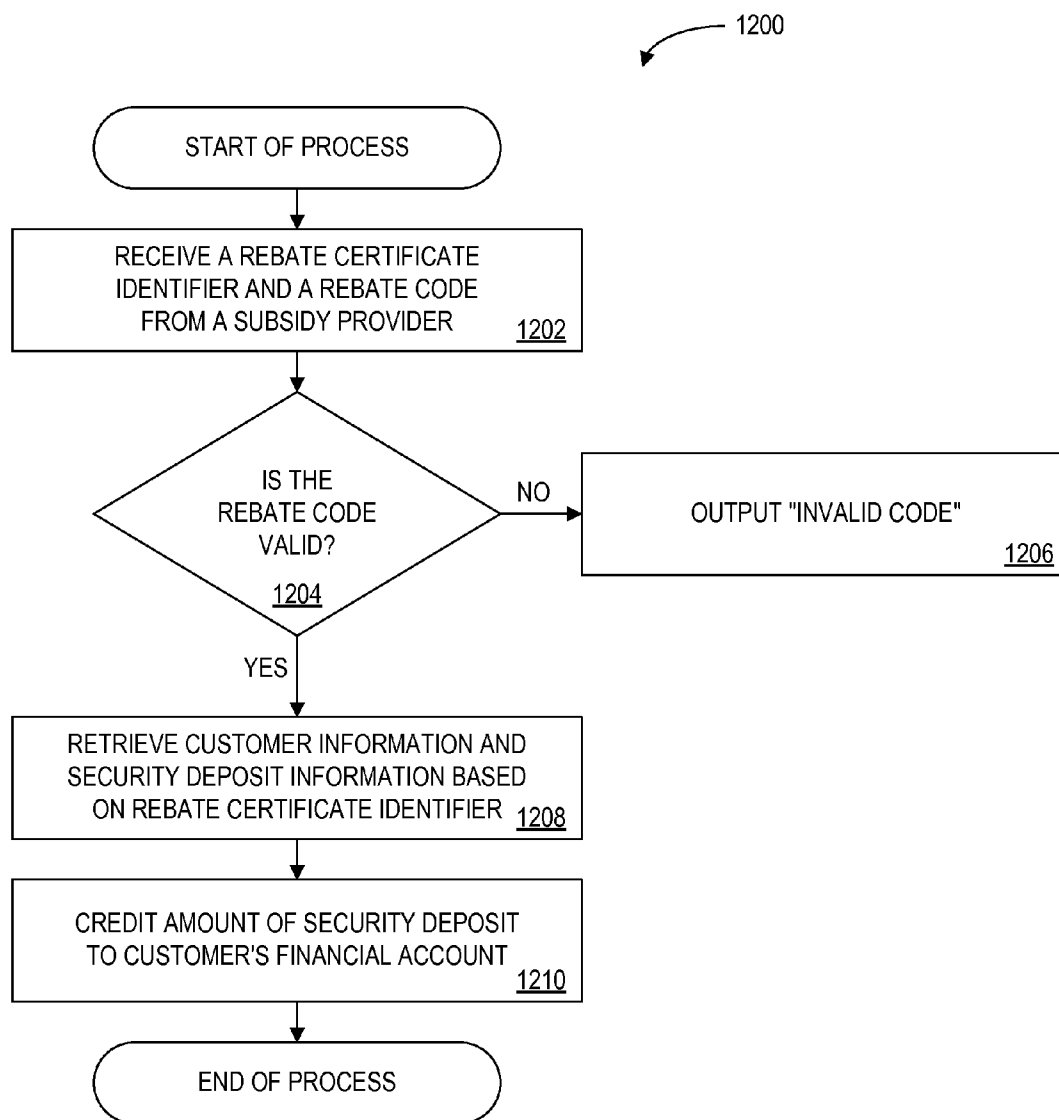 1200
START OF PROCESS
RECEIVE A REBATE CERTIFICATE
IDENTIFIER AND A REBATE CODE
FROM A SUBSIDY PROVIDER
1202
IS THE
REBATE CODE
VALID?
1204
NO
OUTPUT "INVALID CODE"
1206
YES
RETRIEVE CUSTOMER INFORMATION AND
SECURITY DEPOSIT INFORMATION BASED
ON REBATE CERTIFICATE IDENTIFIER
1208
CREDIT AMOUNT OF SECURITY DEPOSIT
TO CUSTOMER'S FINANCIAL ACCOUNT
1210
END OF PROCESS